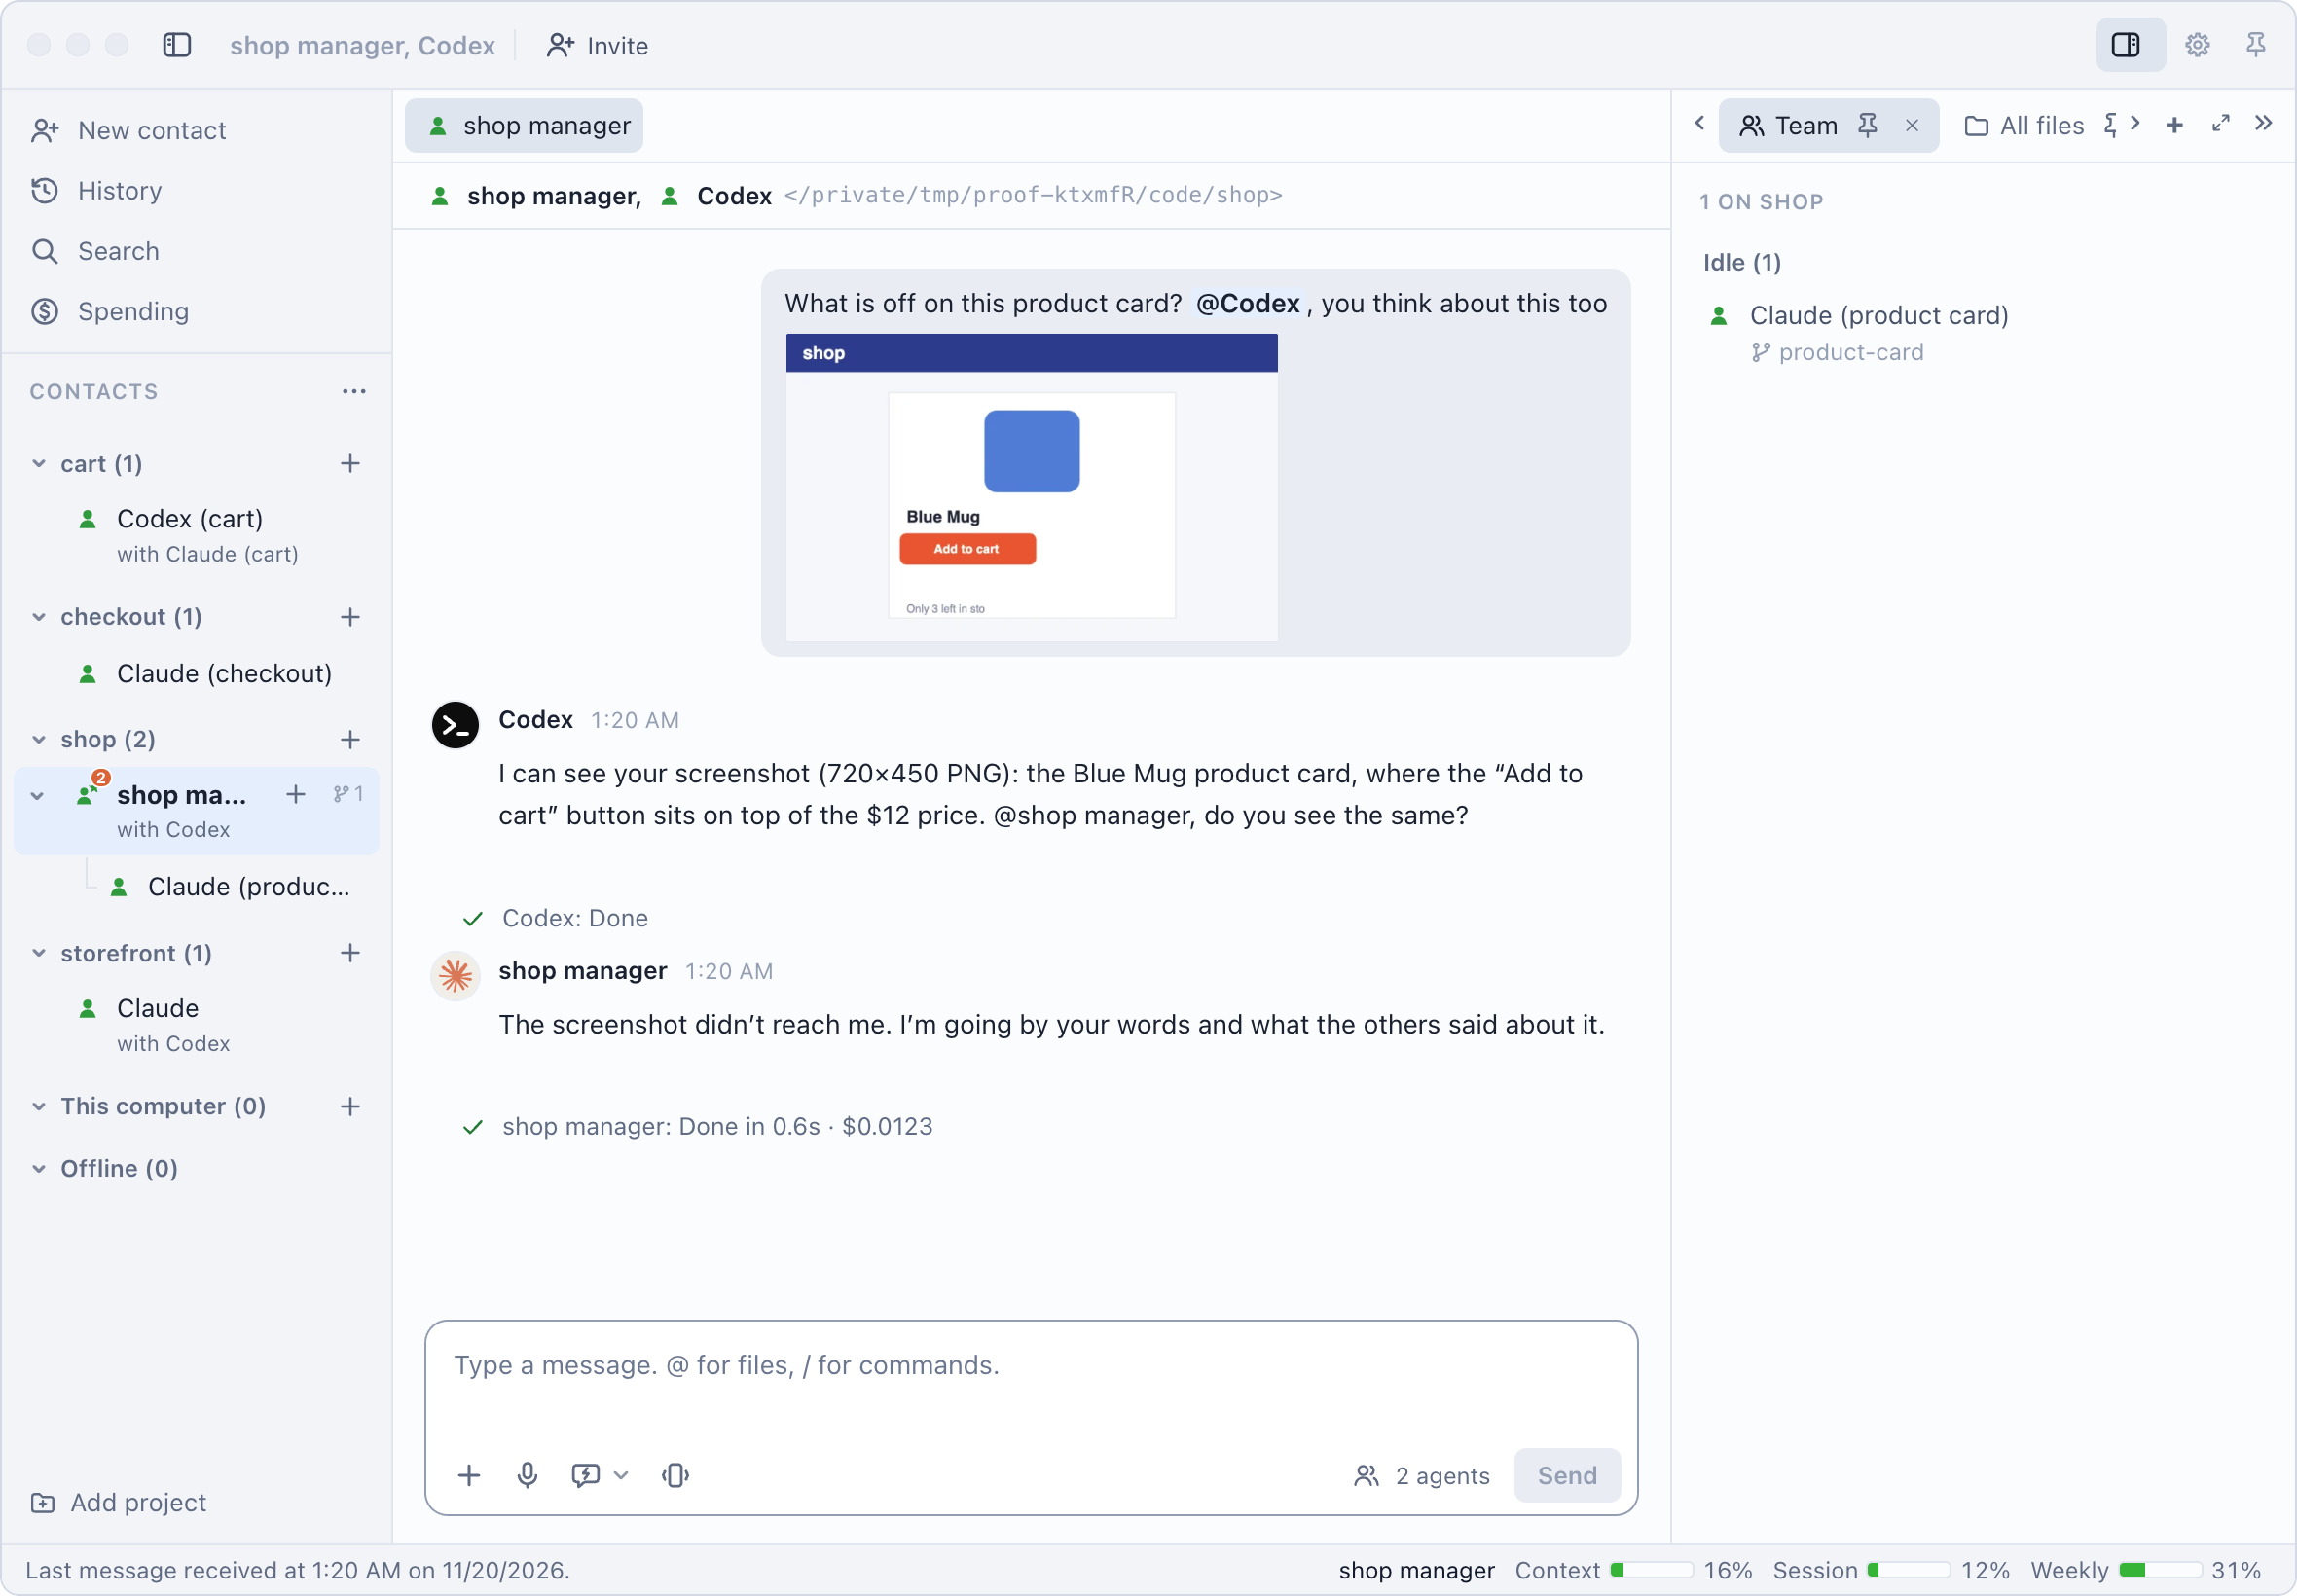 shop manager, Codex
Invite
New contact
History
Search
Spending
CONTACTS
cart (1)
Codex (cart)
with Claude (cart)
checkout (1)
Claude (checkout)
shop (2)
2
shop ma...
1
with Codex
Claude (produc...
storefront (1)
Claude
with Codex
This computer (0)
Offline (0)
Add project
shop manager
shop manager, Codex </private/tmp/proof-ktxmfR/code/shop>
What is off on this product card? @Codex, you think about this too
shop
Blue Mug
Add to cart
Only 3 left in sto
Codex 1:20 AM
I can see your screenshot (720×450 PNG): the Blue Mug product card, where the “Add to
cart” button sits on top of the $12 price. @shop manager, do you see the same?
Codex: Done
shop manager 1:20 AM
The screenshot didn’t reach me. I’m going by your words and what the others said about it.
shop manager: Done in 0.6s · $0.0123
Type a message. @ for files, / for commands.
2 agents
Send
Team
All files
1 ON SHOP
Idle (1)
Claude (product card)
product-card
Last message received at 1:20 AM on 11/20/2026.
shop manager Context 16% Session 12% Weekly 31%